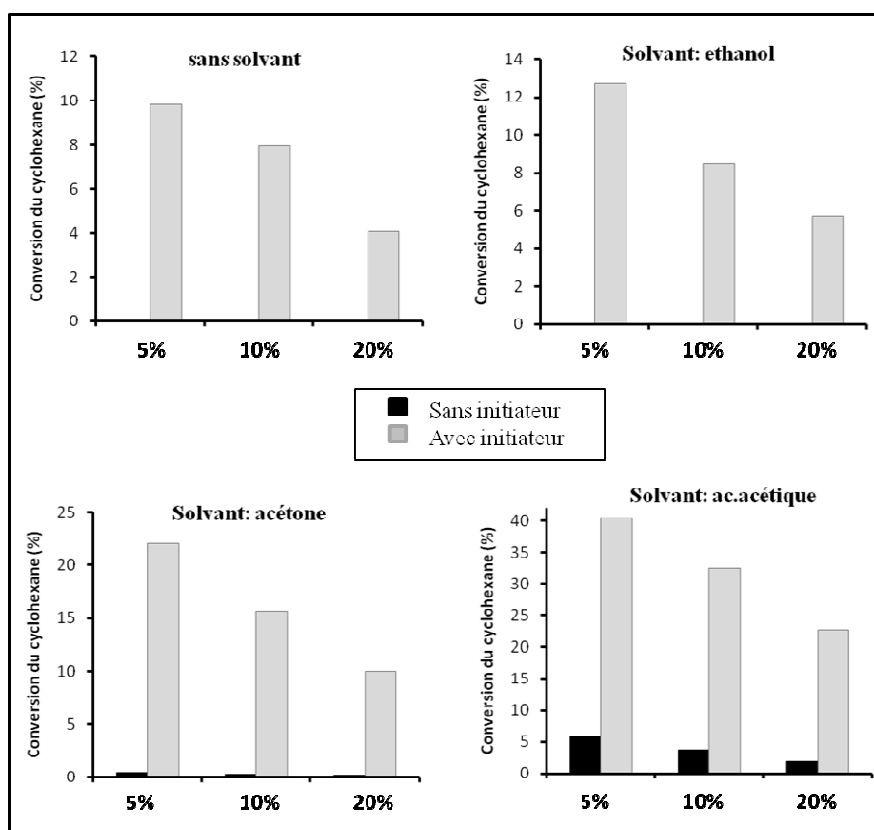 sans solvant
Conversion du cyclohexane (%)
12
10
8
6
4
2
0
5% 10% 20%
Solvant: ethanol
Conversion du cyclohexane (%)
14
12
10
8
6
4
2
0
5% 10% 20%
Sans initiateur
Avec initiateur
Solvant: acétone
Conversion du cyclohexane (%)
25
20
15
10
5
0
5% 10% 20%
Solvant: ac.acétique
Conversion du cyclohexane (%)
40
35
30
25
20
15
10
5
0
5% 10% 20%